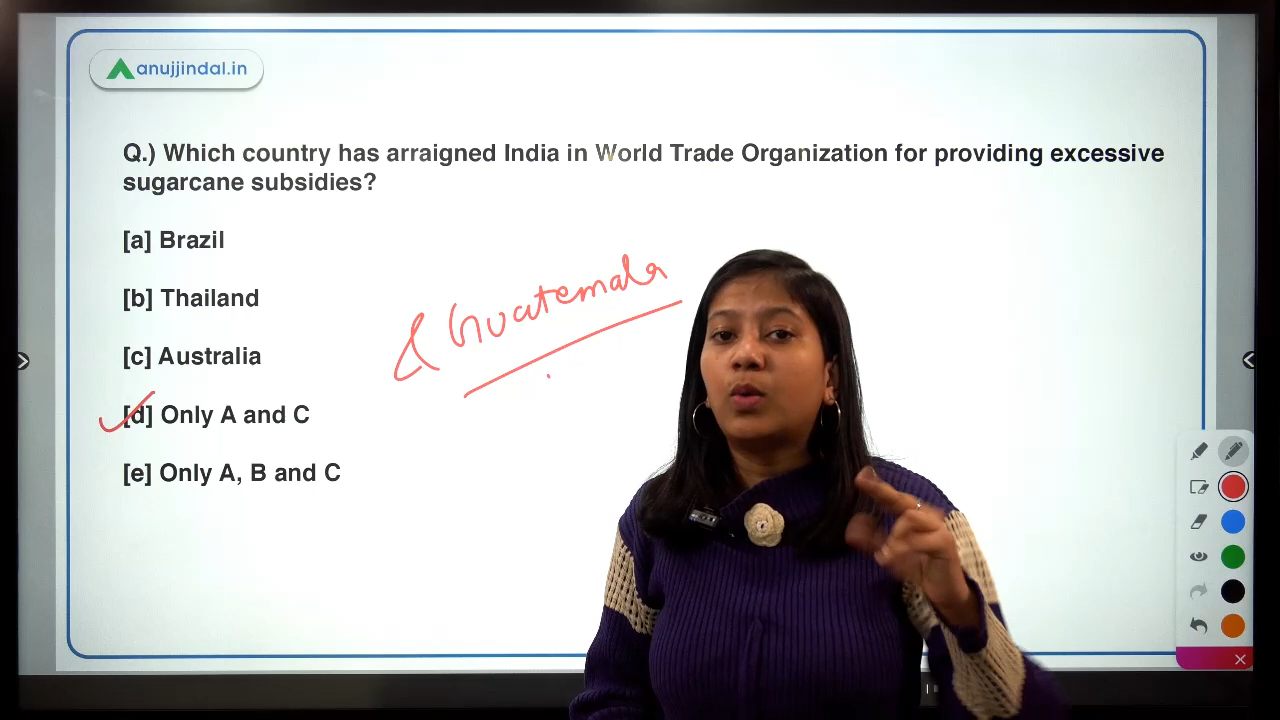 anujjindal.in
Q.) Which country has arraigned India in World Trade Organization for providing excessive
sugarcane subsidies?
[a] Brazil
[b] Thailand
& Guatemala
[c] Australia
[d] Only A and C
[e] Only A, B and C